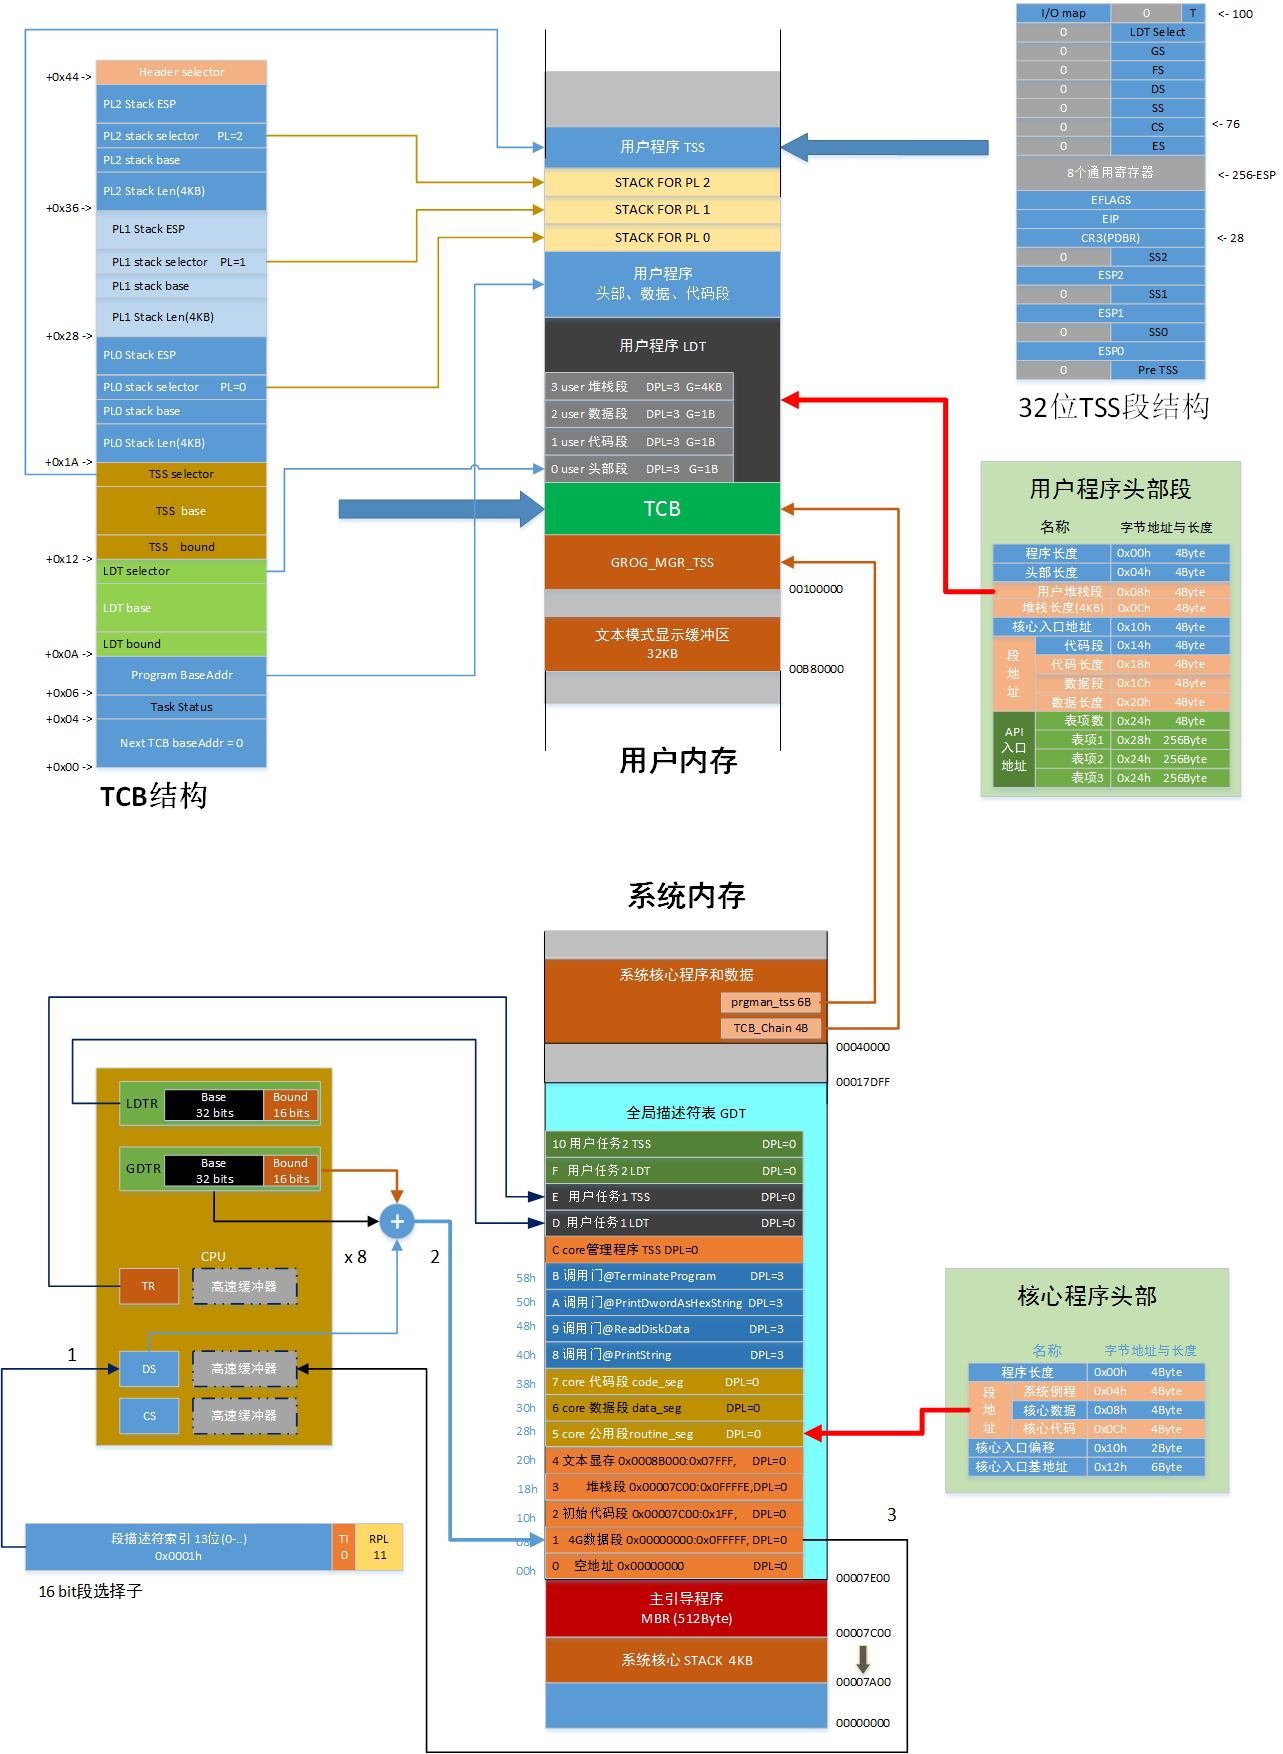 +0x44 ->
Header selector
PL2 Stack ESP
PL2 stack selector PL=2
PL2 stack base
PL2 Stack Len(4KB)
+0x36 ->
PL1 Stack ESP
PL1 stack selector PL=1
PL1 stack base
PL1 Stack Len(4KB)
+0x28 ->
PL0 Stack ESP
PL0 stack selector PL=0
PL0 stack base
PL0 Stack Len(4KB)
+0x1A ->
TSS selector
TSS base
TSS bound
+0x12 ->
LDT selector
LDT base
LDT bound
+0x0A ->
Program BaseAddr
+0x06 ->
Task Status
+0x04 ->
Next TCB baseAddr = 0
+0x00 ->
TCB结构
用户程序 TSS
STACK FOR PL 2
STACK FOR PL 1
STACK FOR PL 0
用户程序
头部、数据、代码段
用户程序 LDT
3 user 堆栈段 DPL=3 G=4KB
2 user 数据段 DPL=3 G=1B
1 user 代码段 DPL=3 G=1B
0 user 头部段 DPL=3 G=1B
TCB
GROG_MGR_TSS
00100000
文本模式显示缓冲区
32KB
00B80000
用户内存
I/O map 0 T <- 100
0 LDT Select
0 GS
0 FS
0 DS
0 SS
0 CS <- 76
0 ES
8个通用寄存器 <- 256-ESP
EFLAGS
EIP
CR3(PDBR) <- 28
0 SS2
ESP2
0 SS1
ESP1
0 SS0
ESP0
0 Pre TSS
32位TSS段结构
用户程序头部段
名称 字节地址与长度
程序长度 0x00h 4Byte
头部长度 0x04h 4Byte
用户堆栈段 0x08h 4Byte
堆栈长度(4KB) 0x0Ch 4Byte
核心入口地址 0x10h 4Byte
段
地
址
代码段 0x14h 4Byte
代码长度 0x18h 4Byte
数据段 0x1Ch 4Byte
数据长度 0x20h 4Byte
API
入口
地址
表项数 0x24h 4Byte
表项1 0x28h 256Byte
表项2 0x24h 256Byte
表项3 0x24h 256Byte
系统内存
系统核心程序和数据
prgman_tss 6B
TCB_Chain 4B
00040000
00017DFF
全局描述符表 GDT
10 用户任务2 TSS DPL=0
F 用户任务2 LDT DPL=0
E 用户任务1 TSS DPL=0
D 用户任务1 LDT DPL=0
C core管理程序 TSS DPL=0
58h B 调用门@TerminateProgram DPL=3
50h A 调用门@PrintDwordAsHexString DPL=3
48h 9 调用门@ReadDiskData DPL=3
40h 8 调用门@PrintString DPL=3
38h 7 core 代码段 code_seg DPL=0
30h 6 core 数据段 data_seg DPL=0
28h 5 core 公用段routine_seg DPL=0
20h 4 文本显存 0x0008B000:0x07FFF, DPL=0
18h 3 堆栈段 0x00007C00:0x0FFFFE,DPL=0
10h 2 初始代码段 0x00007C00:0x1FF, DPL=0
08h 1 4G数据段 0x00000000:0x0FFFFF, DPL=0
00h 0 空地址 0x00000000 DPL=0
00007E00
主引导程序
MBR (512Byte)
00007C00
系统核心 STACK 4KB
00007A00
00000000
LDTR
Base
32 bits
Bound
16 bits
GDTR
Base
32 bits
Bound
16 bits
+
x 8
2
CPU
TR 高速缓冲器
1
DS 高速缓冲器
CS 高速缓冲器
段描述符索引 13位(0-..)
0x0001h
TI
0
RPL
11
16 bit段选择子
3
核心程序头部
名称 字节地址与长度
程序长度 0x00h 4Byte
段
地
址
系统例程 0x04h 4Byte
核心数据 0x08h 4Byte
核心代码 0x0Ch 4Byte
核心入口偏移 0x10h 2Byte
核心入口基地址 0x12h 6Byte